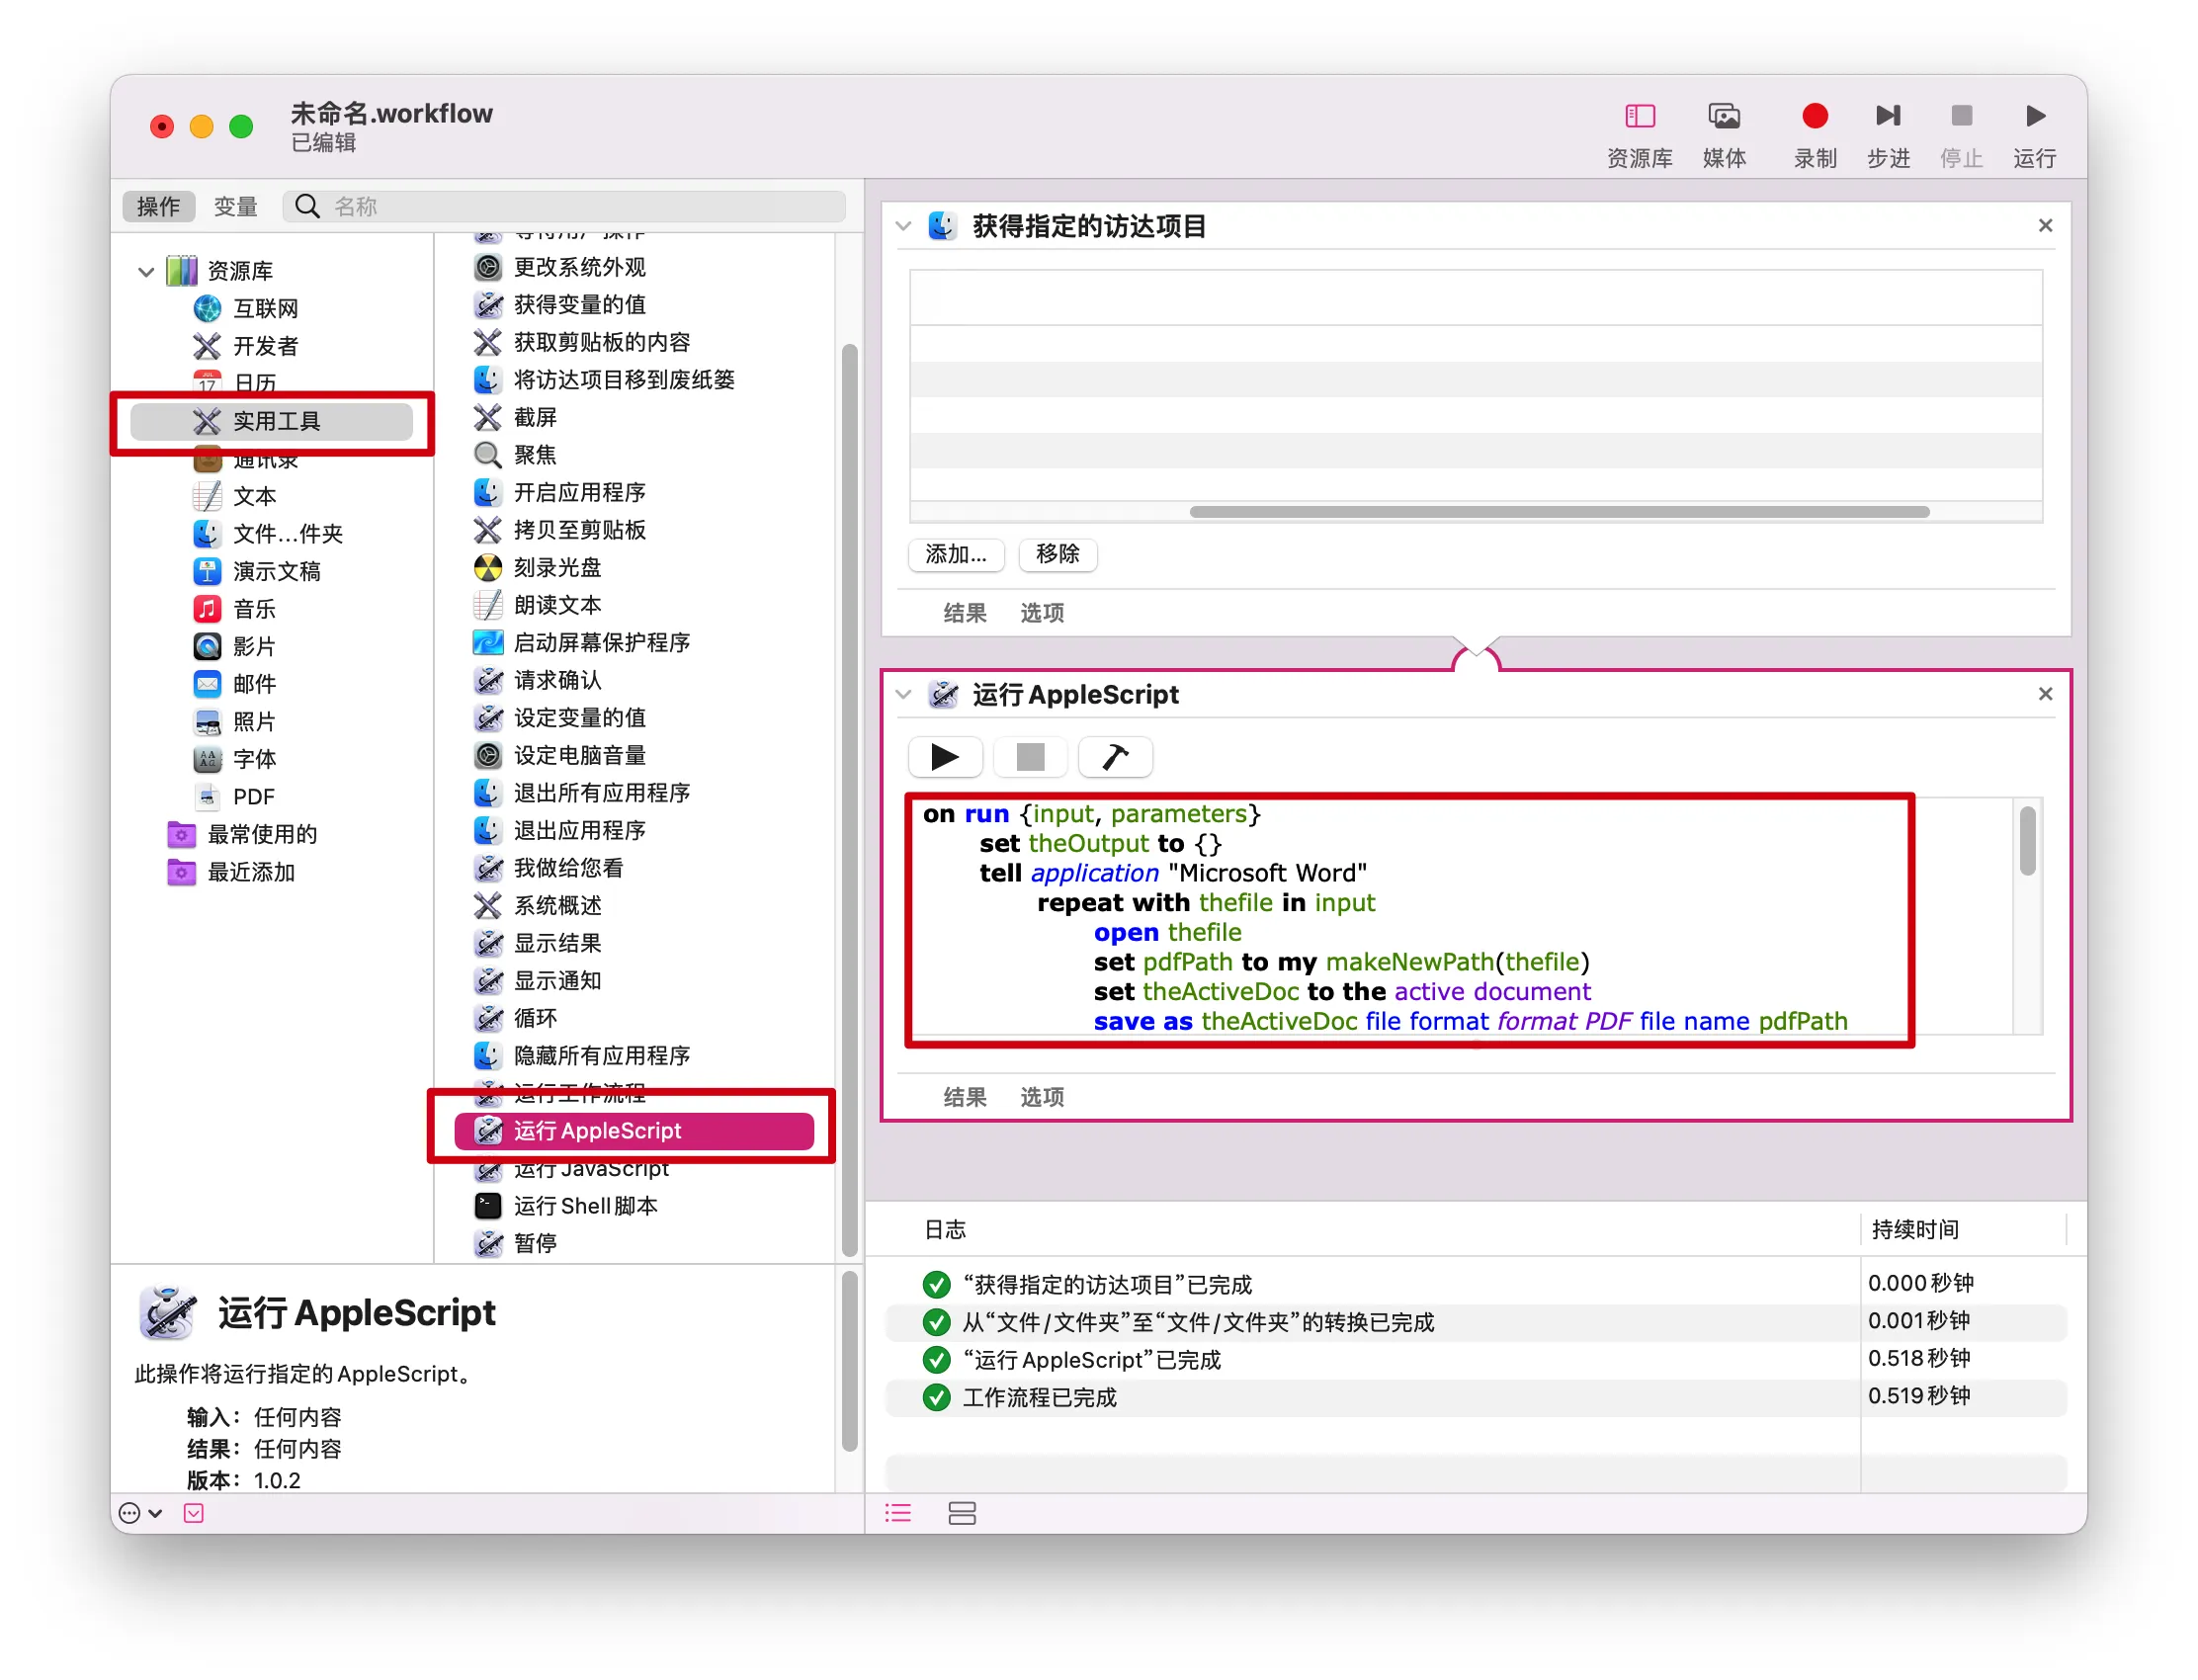 未命名.workflow
已编辑
资源库
媒体
录制
步进
停止
运行
操作
变量
名称
资源库
互联网
开发者
日历
实用工具
通讯录
文本
文件...件夹
演示文稿
音乐
影片
邮件
照片
字体
PDF
最常使用的
最近添加
等待用户操作
更改系统外观
获得变量的值
获取剪贴板的内容
将访达项目移到废纸篓
截屏
聚焦
开启应用程序
拷贝至剪贴板
刻录光盘
朗读文本
启动屏幕保护程序
请求确认
设定变量的值
设定电脑音量
退出所有应用程序
退出应用程序
我做给您看
系统概述
显示结果
显示通知
循环
隐藏所有应用程序
运行工作流程
运行 AppleScript
运行 JavaScript
运行 Shell 脚本
暂停
获得指定的访达项目
添加...
移除
结果
选项
运行 AppleScript
on run {input, parameters}
set theOutput to {}
tell application "Microsoft Word"
repeat with thefile in input
open thefile
set pdfPath to my makeNewPath(thefile)
set theActiveDoc to the active document
save as theActiveDoc file format format PDF file name pdfPath
结果
选项
日志
持续时间
“获得指定的访达项目”已完成
0.000 秒钟
从“文件/文件夹”至“文件/文件夹”的转换已完成
0.001 秒钟
“运行 AppleScript”已完成
0.518 秒钟
工作流程已完成
0.519 秒钟
运行 AppleScript
此操作将运行指定的 AppleScript。
输入： 任何内容
结果： 任何内容
版本： 1.0.2